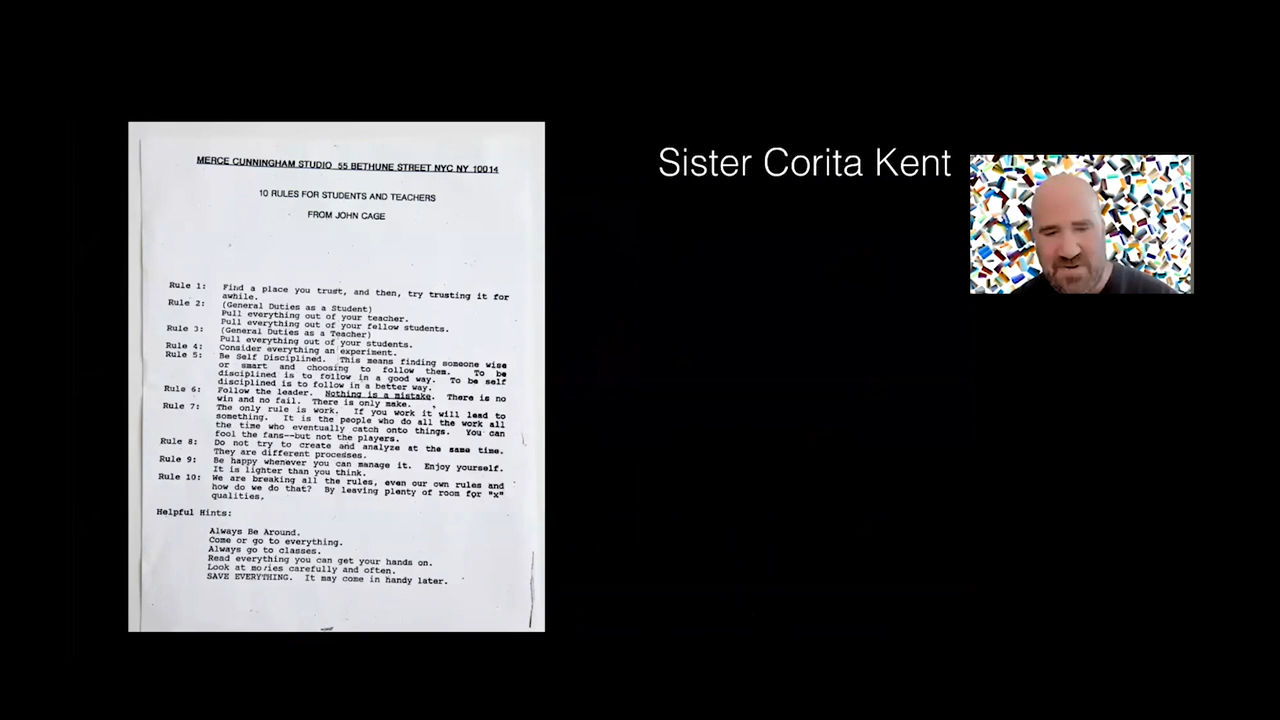 MERCE CUNNINGHAM STUDIO 55 BETHUNE STREET NYC NY 10014
10 RULES FOR STUDENTS AND TEACHERS
FROM JOHN CAGE
Rule 1: Find a place you trust, and then, try trusting it for
awhile.
Rule 2: (General Duties as a Student)
Pull everything out of your teacher.
Pull everything out of your fellow students.
Rule 3: (General Duties as a Teacher)
Pull everything out of your students.
Rule 4: Consider everything an experiment.
Rule 5: Be Self Disciplined. This means finding someone wise
or smart and choosing to follow them. To be
disciplined is to follow in a good way. To be self
disciplined is to follow in a better way.
Rule 6: Follow the leader. Nothing is a mistake. There is no
win and no fail. There is only make.
Rule 7: The only rule is work. If you work it will lead to
something. It is the people who do all the work all
the time who eventually catch onto things. You can
fool the fans--but not the players.
Rule 8: Do not try to create and analyze at the same time.
They are different processes.
Rule 9: Be happy whenever you can manage it. Enjoy yourself.
It is lighter than you think.
Rule 10: We are breaking all the rules, even our own rules and
how do we do that? By leaving plenty of room for "x"
qualities.
Helpful Hints:
Always Be Around.
Come or go to everything.
Always go to classes.
Read everything you can get your hands on.
Look at movies carefully and often.
SAVE EVERYTHING. It may come in handy later.
Sister Corita Kent